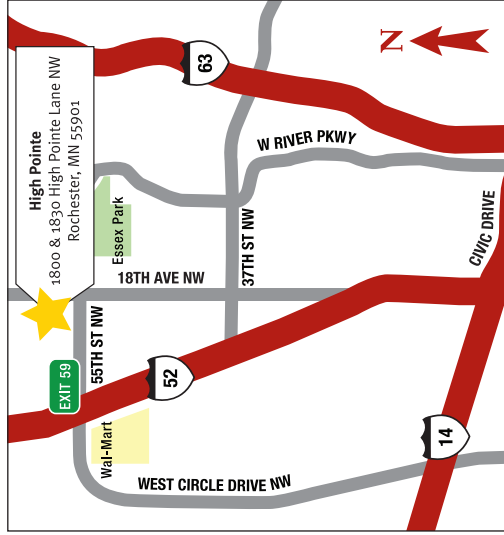 N
63
High Pointe
1800 & 1830 High Pointe Lane NW
Rochester, MN 55901
W RIVER PKWY
Essex Park
18TH AVE NW
37TH ST NW
CIVIC DRIVE
EXIT 59
55TH ST NW
52
Wal-Mart
14
WEST CIRCLE DRIVE NW